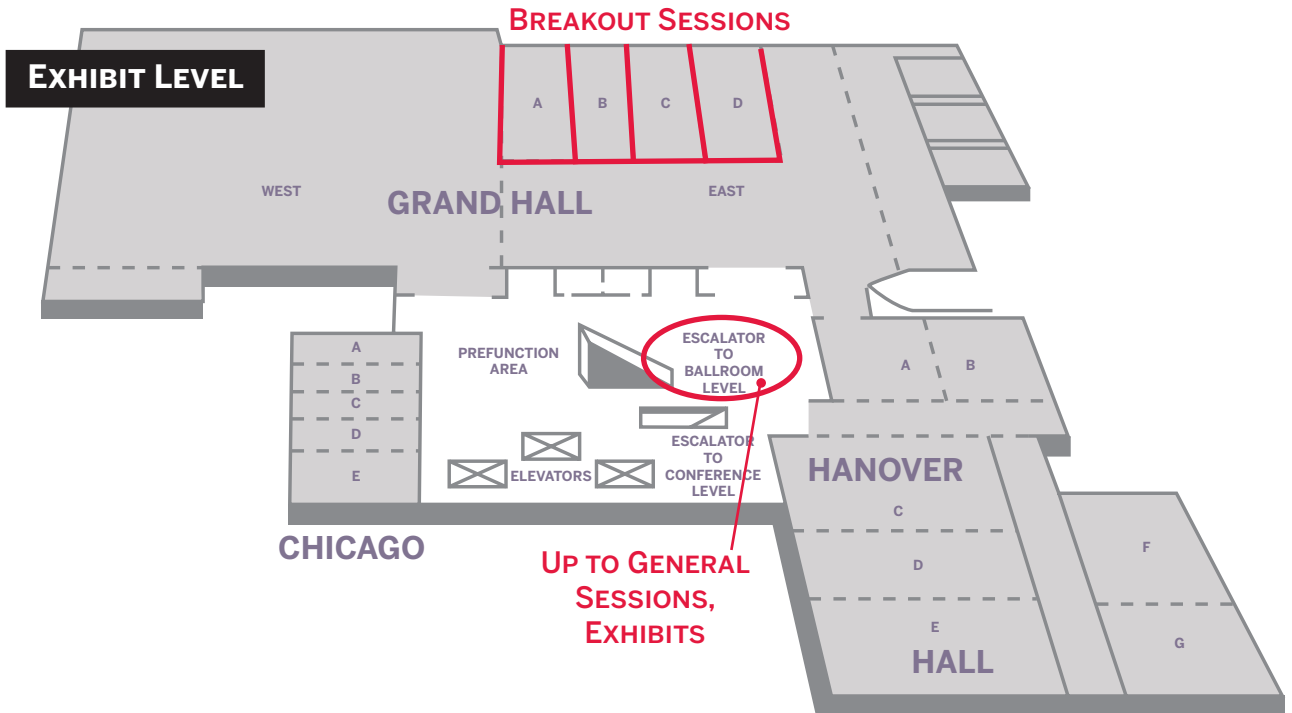 BREAKOUT SESSIONS
EXHIBIT LEVEL
A
B
C
D
WEST
EAST
GRAND HALL
PREFUNCTION
AREA
ESCALATOR
TO
BALLROOM
LEVEL
A
B
C
D
E
CHICAGO
ELEVATORS
ESCALATOR
TO
CONFERENCE
LEVEL
A
B
HANOVER
C
D
E
HALL
F
G
UP TO GENERAL
SESSIONS,
EXHIBITS